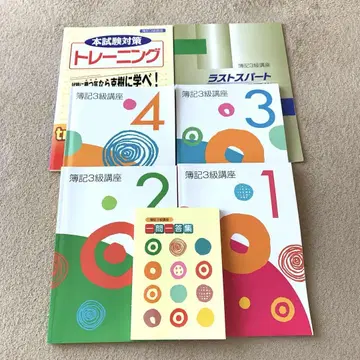 本試験対策
トレーニング
簿記3級講座
ラストスパート
簿記3級講座
4
簿記3級講座
3
簿記3級講座
2
簿記3級講座
1
一問一答集